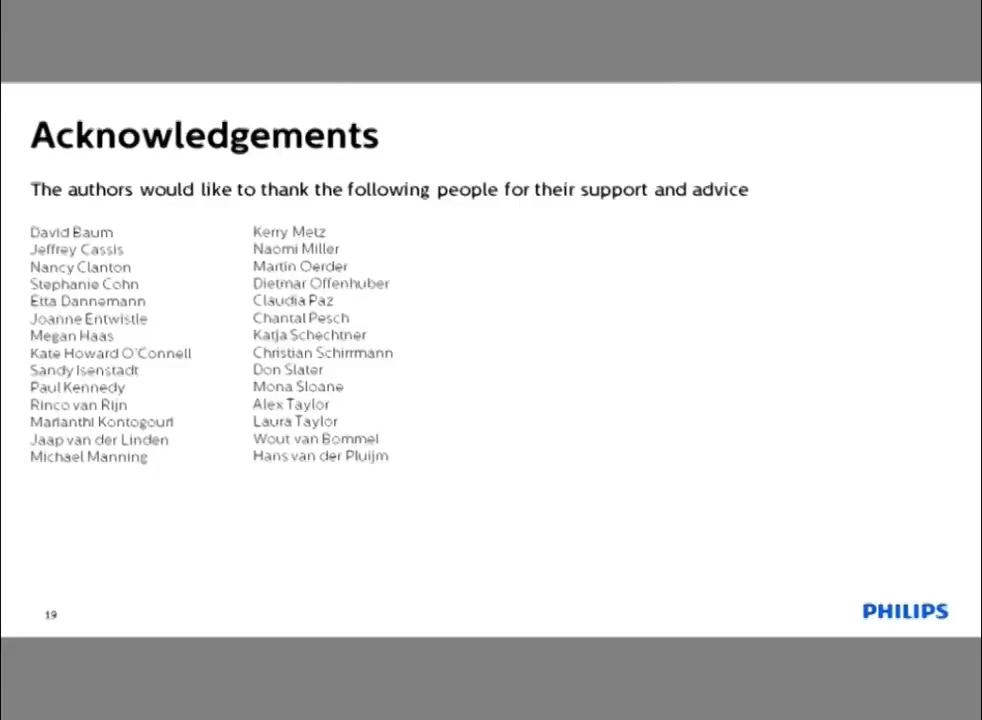 Acknowledgements
The authors would like to thank the following people for their support and advice
David Baum
Jeffrey Cassis
Nancy Clanton
Stephanie Cohn
Etta Dannemann
Joanne Entwistle
Megan Haas
Kate Howard O'Connell
Sandy Isenstadt
Paul Kennedy
Rinco van Rijn
Marianthi Kontogouri
Jaap van der Linden
Michael Manning
Kerry Metz
Naomi Miller
Martin Oerder
Dietmar Offenhuber
Claudia Paz
Chantal Pesch
Katja Schechtner
Christian Schirrmann
Don Slater
Mona Sloane
Alex Taylor
Laura Taylor
Wout van Bommel
Hans van der Pluijm
19
PHILIPS